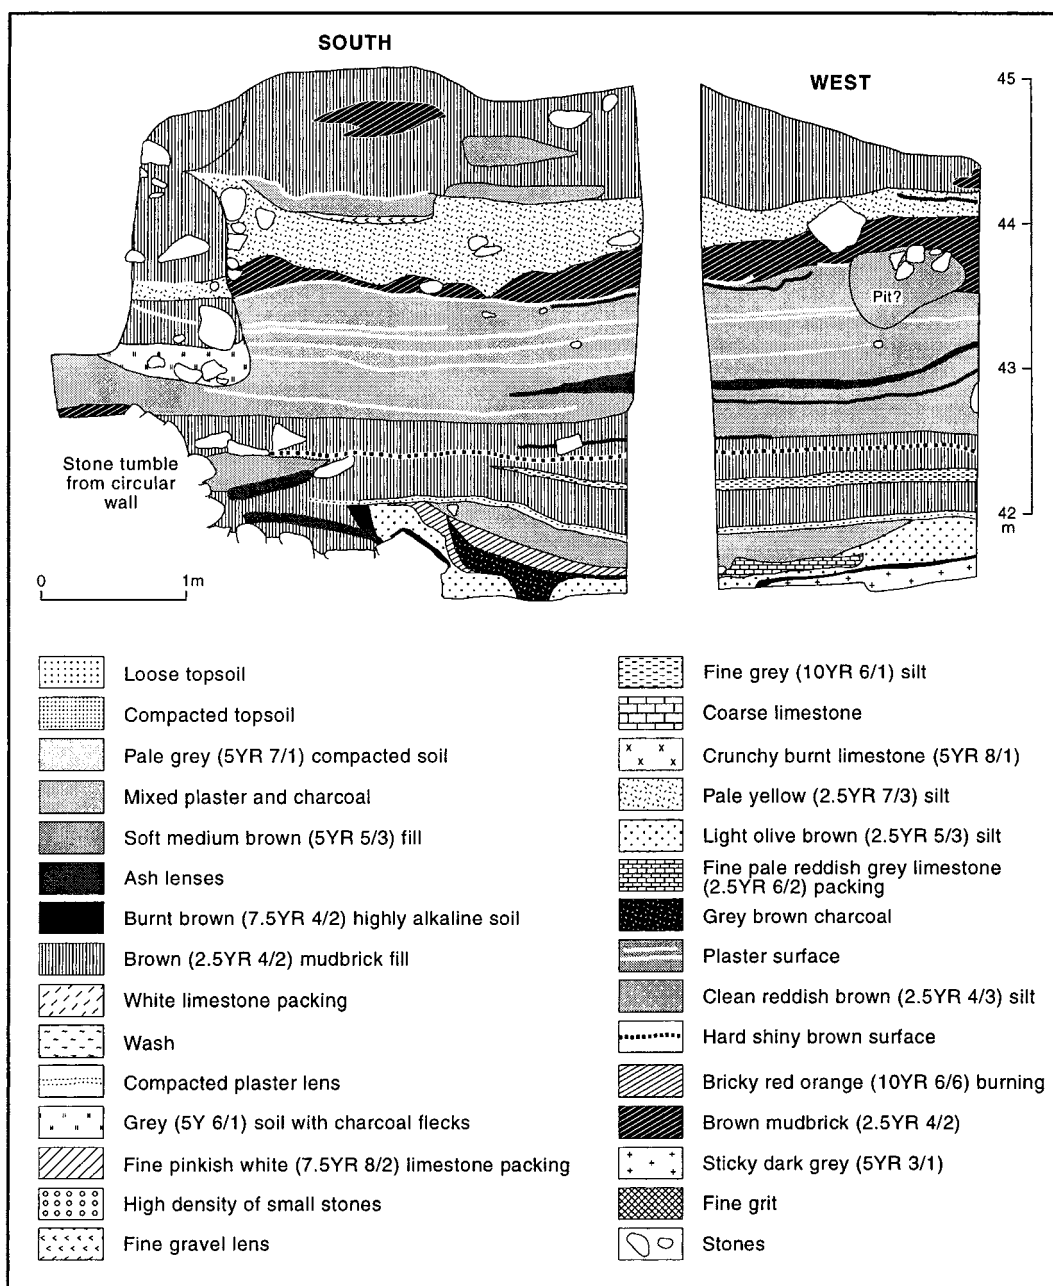 SOUTH
WEST
45
44
43
42
m
Pit?
Stone tumble
from circular
wall
0
1m
Loose topsoil
Compacted topsoil
Pale grey (5YR 7/1) compacted soil
Mixed plaster and charcoal
Soft medium brown (5YR 5/3) fill
Ash lenses
Burnt brown (7.5YR 4/2) highly alkaline soil
Brown (2.5YR 4/2) mudbrick fill
White limestone packing
Wash
Compacted plaster lens
Grey (5Y 6/1) soil with charcoal flecks
Fine pinkish white (7.5YR 8/2) limestone packing
High density of small stones
Fine gravel lens
Fine grey (10YR 6/1) silt
Coarse limestone
Crunchy burnt limestone (5YR 8/1)
Pale yellow (2.5YR 7/3) silt
Light olive brown (2.5YR 5/3) silt
Fine pale reddish grey limestone
(2.5YR 6/2) packing
Grey brown charcoal
Plaster surface
Clean reddish brown (2.5YR 4/3) silt
Hard shiny brown surface
Bricky red orange (10YR 6/6) burning
Brown mudbrick (2.5YR 4/2)
Sticky dark grey (5YR 3/1)
Fine grit
Stones